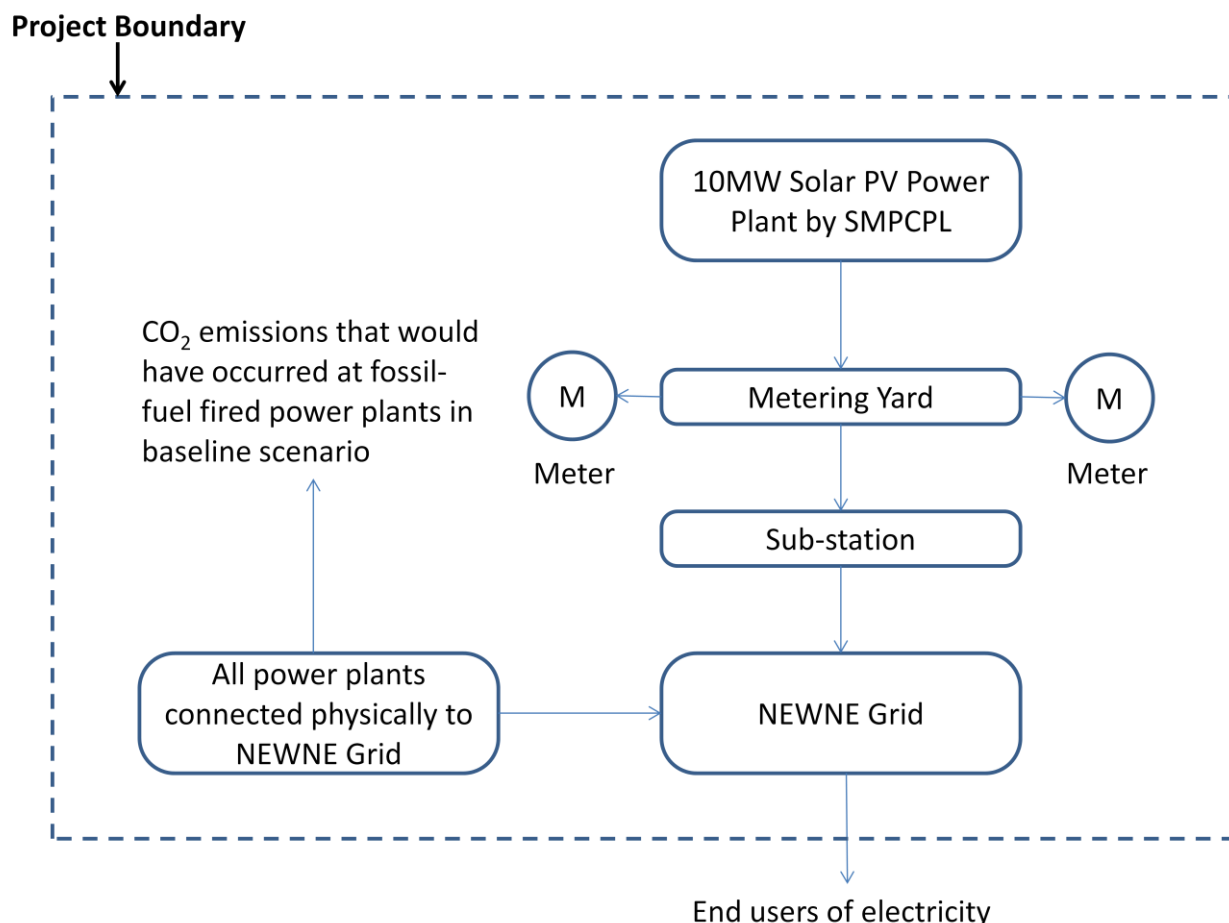 Project Boundary
10MW Solar PV Power
Plant by SMPCPL
CO₂ emissions that would
have occurred at fossil-
fuel fired power plants in
baseline scenario
M
Metering Yard
M
Meter
Meter
Sub-station
All power plants
connected physically to
NEWNE Grid
NEWNE Grid
End users of electricity